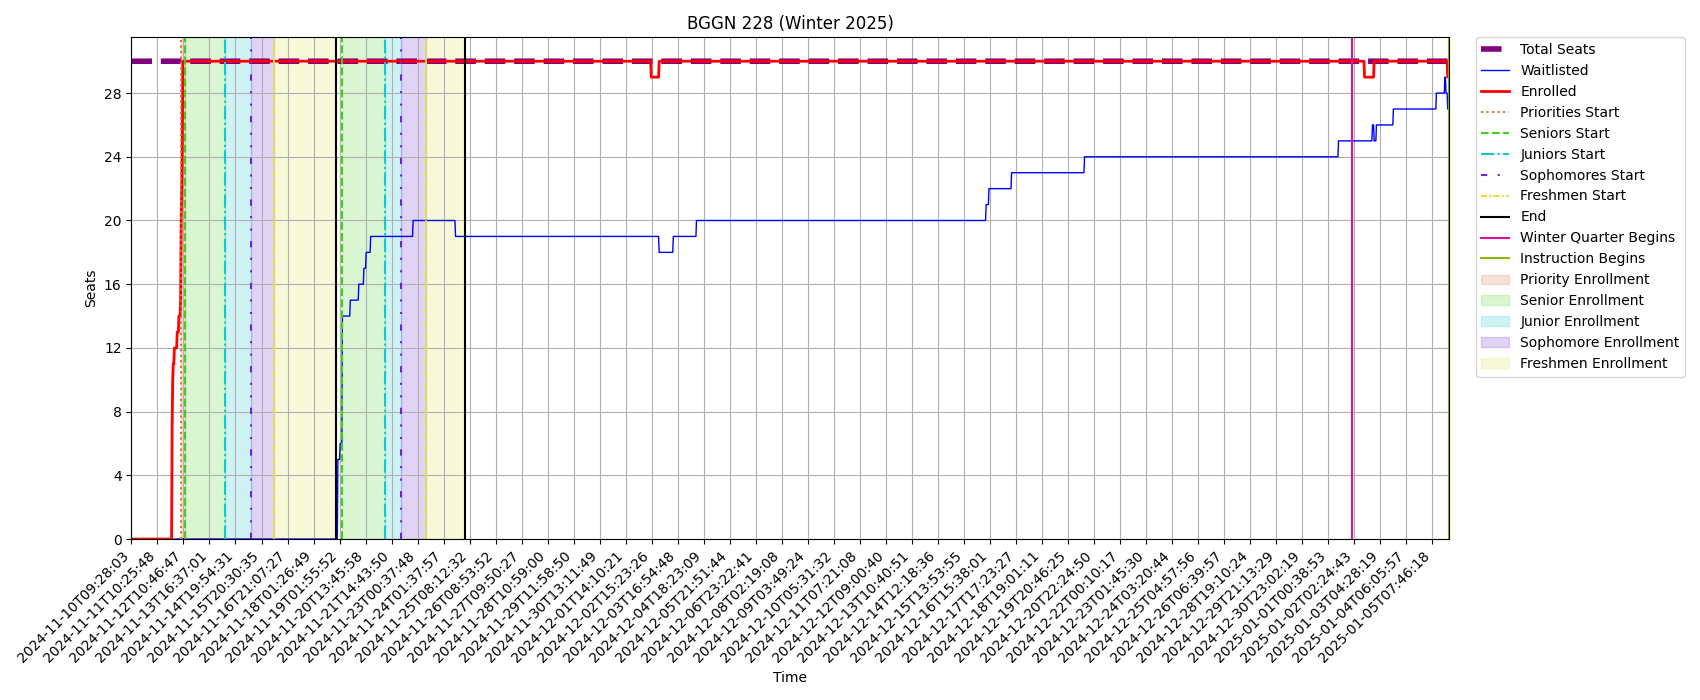 BGGN 228 (Winter 2025)
Total Seats
Waitlisted
Enrolled
Priorities Start
Seniors Start
Juniors Start
Sophomores Start
Freshmen Start
End
Winter Quarter Begins
Instruction Begins
Priority Enrollment
Senior Enrollment
Junior Enrollment
Sophomore Enrollment
Freshmen Enrollment
Seats
28
24
20
16
12
8
4
0
2024-11-10T09:28:03
2024-11-11T10:25:48
2024-11-12T10:46:47
2024-11-13T16:37:01
2024-11-14T19:54:31
2024-11-15T20:30:35
2024-11-16T21:07:27
2024-11-18T01:26:49
2024-11-19T01:55:52
2024-11-20T13:45:58
2024-11-21T14:43:50
2024-11-23T00:37:48
2024-11-24T01:37:57
2024-11-25T08:12:32
2024-11-26T08:53:52
2024-11-27T09:50:27
2024-11-28T10:59:00
2024-11-29T11:58:50
2024-11-30T13:11:49
2024-12-01T14:10:21
2024-12-02T15:23:26
2024-12-03T16:54:48
2024-12-04T18:23:09
2024-12-05T21:51:44
2024-12-06T23:22:41
2024-12-08T02:19:08
2024-12-09T03:49:24
2024-12-10T05:31:32
2024-12-11T07:21:08
2024-12-12T09:00:40
2024-12-13T10:40:51
2024-12-14T12:18:36
2024-12-15T13:53:55
2024-12-16T15:38:01
2024-12-17T17:23:27
2024-12-18T19:01:11
2024-12-19T20:46:25
2024-12-20T22:24:50
2024-12-22T00:10:17
2024-12-23T01:45:30
2024-12-24T03:20:44
2024-12-25T04:57:56
2024-12-26T06:39:57
2024-12-28T19:10:24
2024-12-29T21:13:29
2024-12-30T23:02:19
2025-01-01T00:38:53
2025-01-02T02:24:43
2025-01-03T04:28:19
2025-01-04T06:05:57
2025-01-05T07:46:18
Time